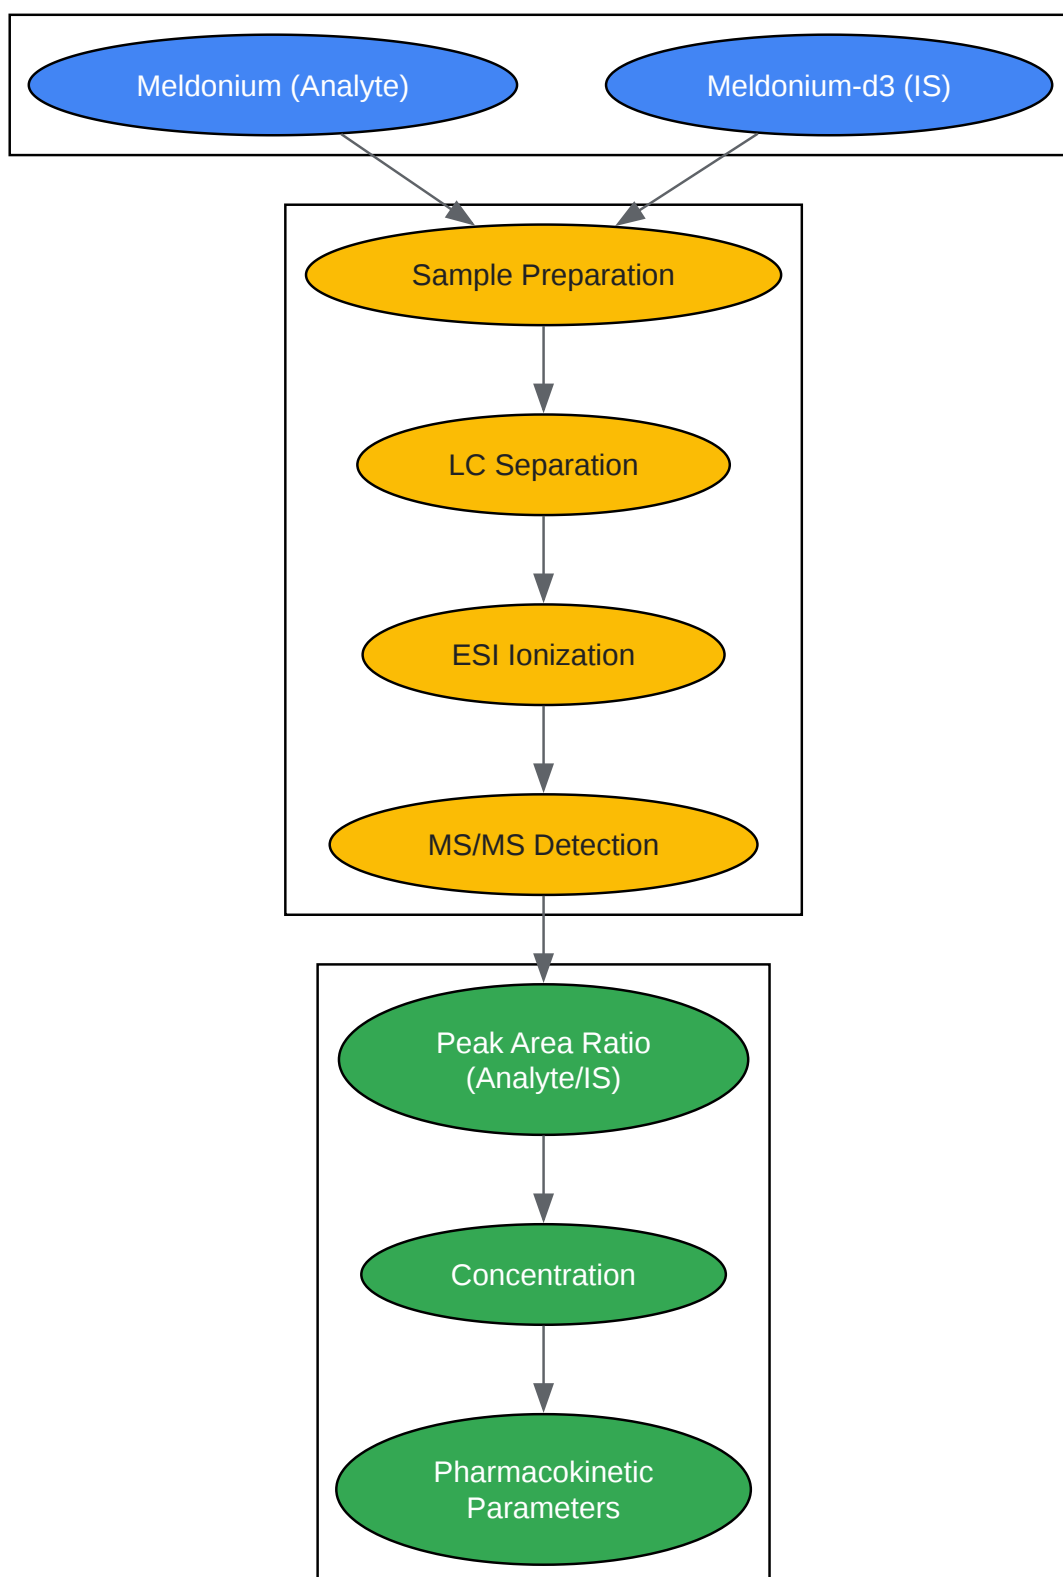 Meldonium (Analyte)
Meldonium-d3 (IS)
Sample Preparation
LC Separation
ESI Ionization
MS/MS Detection
Peak Area Ratio
(Analyte/IS)
Concentration
Pharmacokinetic
Parameters